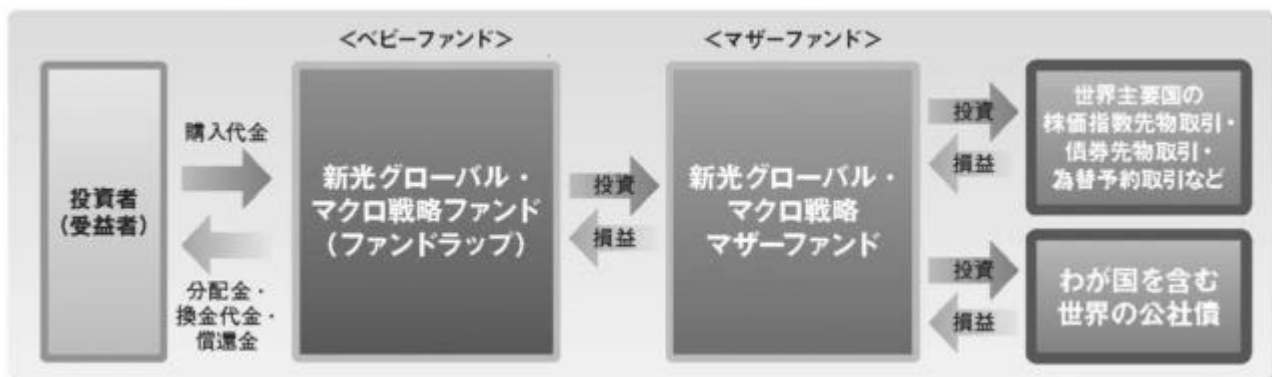 <ベビーファンド>
<マザーファンド>
投資者
(受益者)
購入代金
分配金・
換金代金・
償還金
新光グローバル・
マクロ戦略ファンド
(ファンドラップ)
投資
損益
新光グローバル・
マクロ戦略
マザーファンド
投資
損益
世界主要国の
株価指数先物取引・
債券先物取引・
為替予約取引など
投資
損益
わが国を含む
世界の公社債